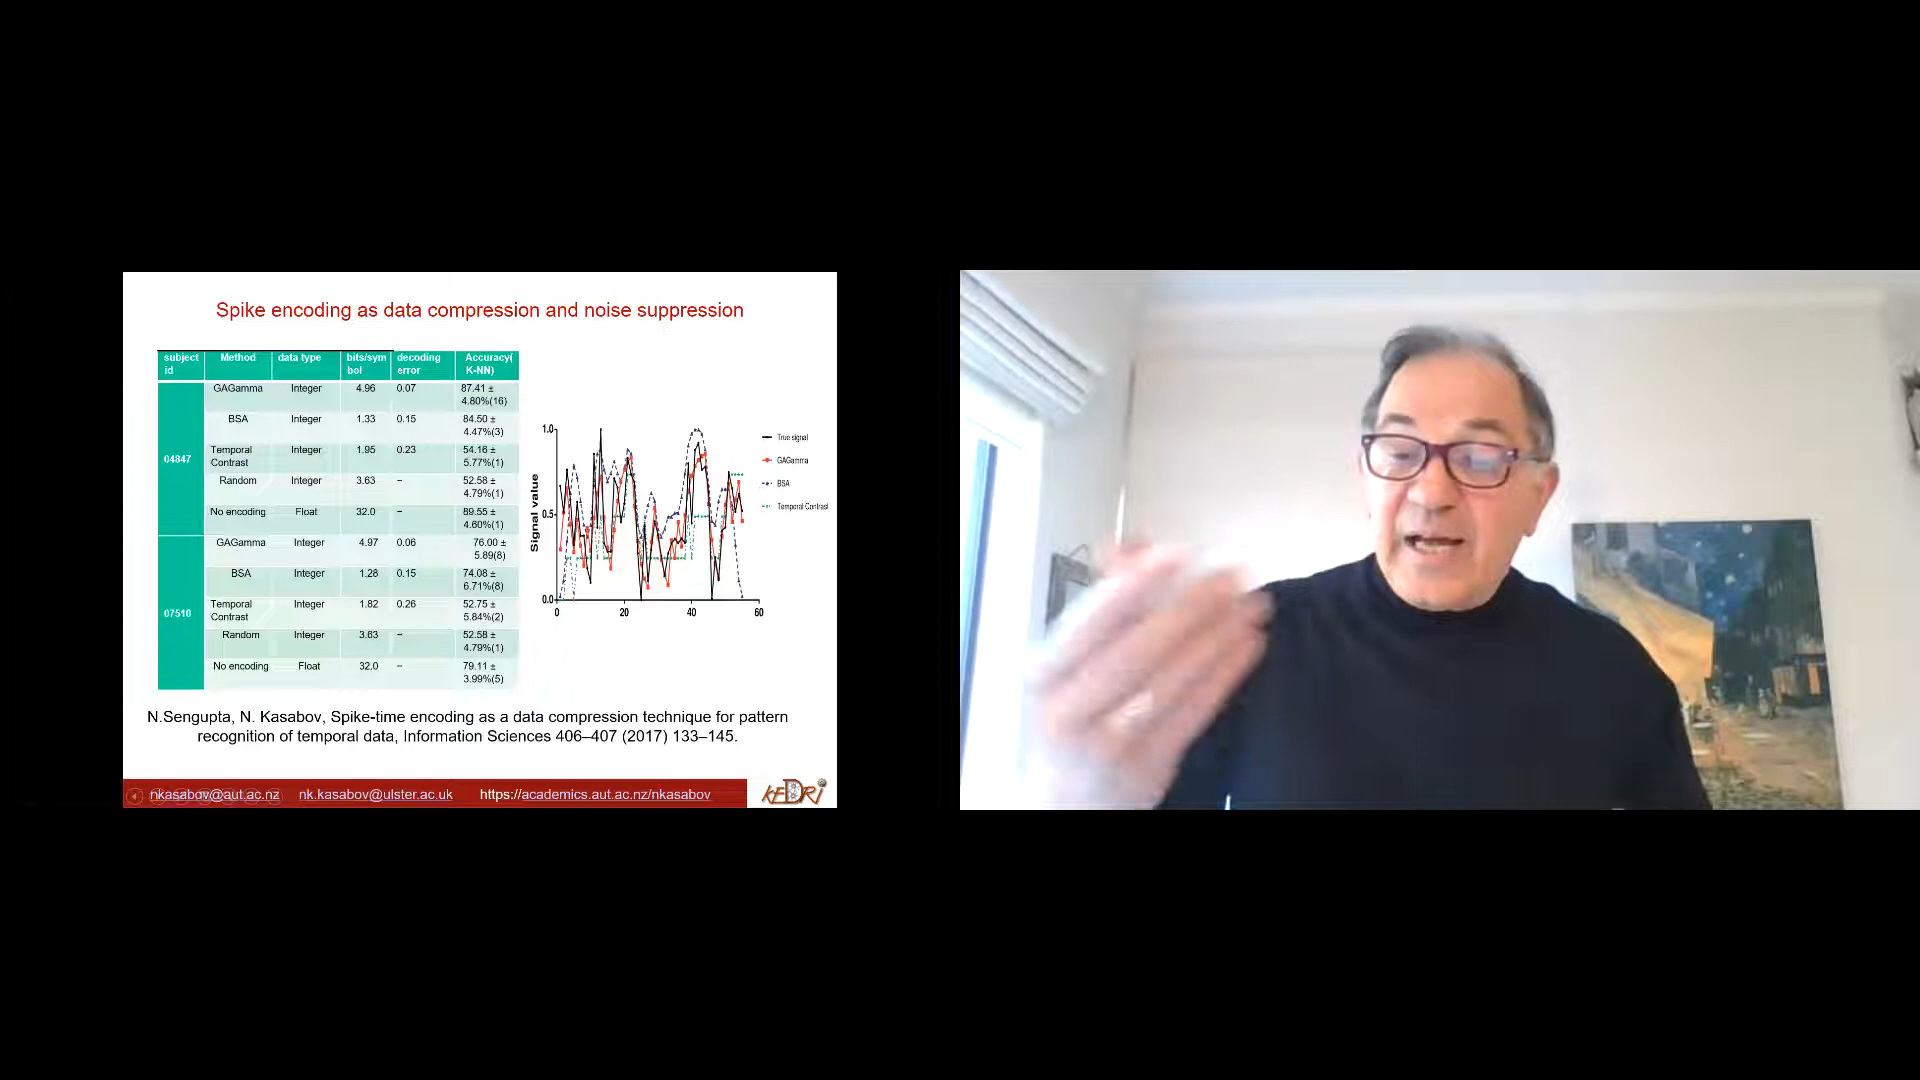 Spike encoding as data compression and noise suppression
subject id Method data type bits/sym bol decoding error Accuracy( K-NN)
04847
GAGamma Integer 4.96 0.07 87.41 ± 4.80%(16)
BSA Integer 1.33 0.15 84.50 ± 4.47%(3)
Temporal Contrast Integer 1.95 0.23 54.16 ± 5.77%(1)
Random Integer 3.63 – 52.58 ± 4.79%(1)
No encoding Float 32.0 – 89.55 ± 4.60%(1)
07510
GAGamma Integer 4.97 0.06 76.00 ± 5.89(8)
BSA Integer 1.28 0.15 74.08 ± 6.71%(8)
Temporal Contrast Integer 1.82 0.26 52.75 ± 5.84%(2)
Random Integer 3.63 – 52.58 ± 4.79%(1)
No encoding Float 32.0 – 79.11 ± 3.99%(5)
Signal value
1.0
0.5
0.0
0 20 40 60
True signal
GAGamma
BSA
Temporal Contrast
N.Sengupta, N. Kasabov, Spike-time encoding as a data compression technique for pattern
recognition of temporal data, Information Sciences 406–407 (2017) 133–145.
nkasabov@aut.ac.nz nk.kasabov@ulster.ac.uk https://academics.aut.ac.nz/nkasabov
KEDRI